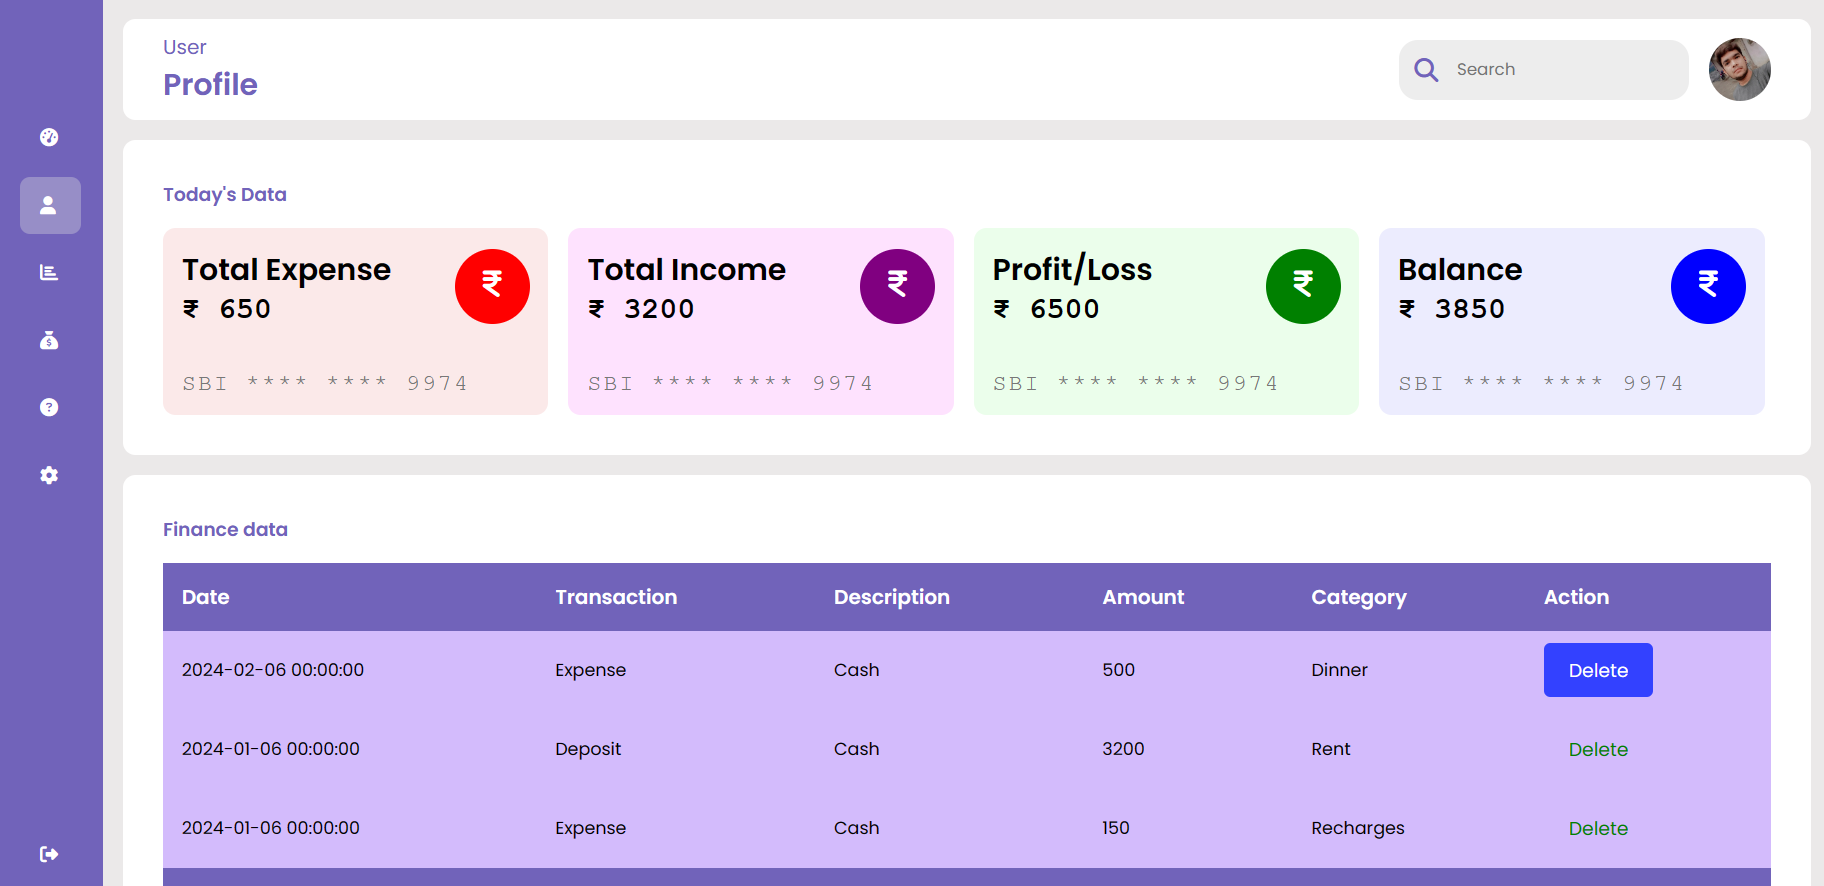 User
Profile
Search
Today's Data
Total Expense
₹ 650
₹
SBI **** **** 9974
Total Income
₹ 3200
₹
SBI **** **** 9974
Profit/Loss
₹ 6500
₹
SBI **** **** 9974
Balance
₹ 3850
₹
SBI **** **** 9974
Finance data
Date Transaction Description Amount Category Action
2024-02-06 00:00:00 Expense Cash 500 Dinner Delete
2024-01-06 00:00:00 Deposit Cash 3200 Rent Delete
2024-01-06 00:00:00 Expense Cash 150 Recharges Delete